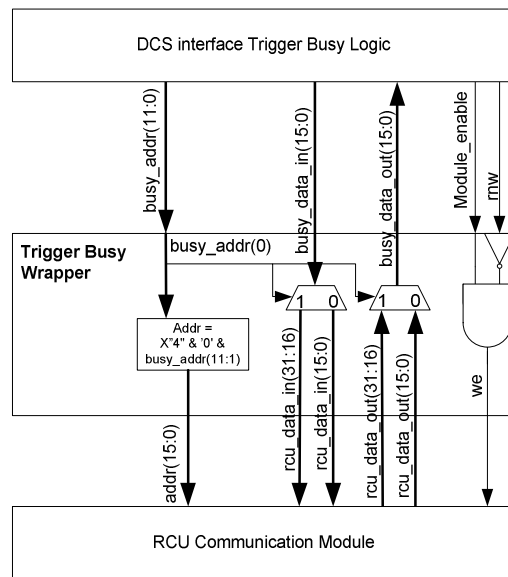 DCS interface Trigger Busy Logic
busy_addr(11:0)
busy_data_in(15:0)
busy_data_out(15:0)
Module_enable
rnw
Trigger Busy
Wrapper
busy_addr(0)
1 0
1 0
Addr =
X"4" & '0' &
busy_addr(11:1)
addr(15:0)
rcu_data_in(31:16)
rcu_data_in(15:0)
rcu_data_out(31:16)
rcu_data_out(15:0)
we
RCU Communication Module